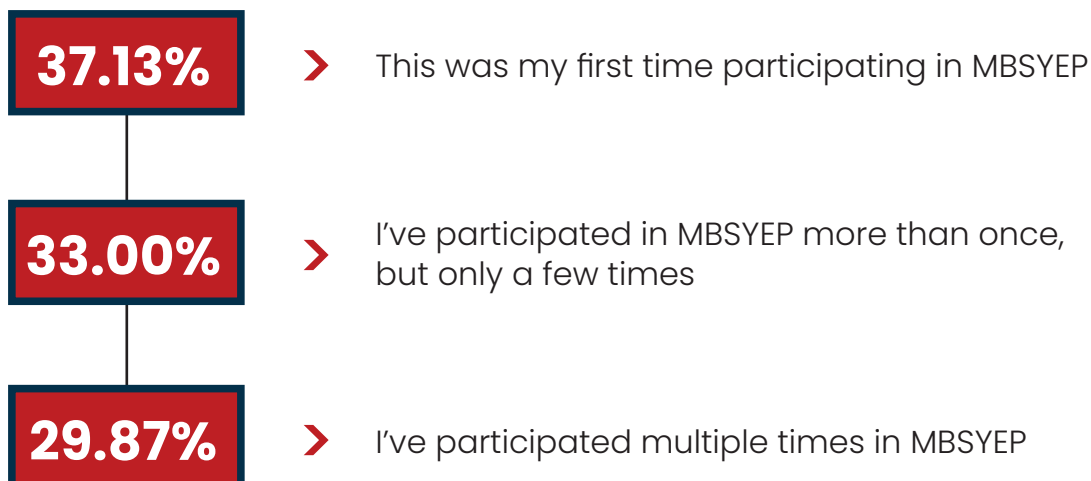 37.13%
This was my first time participating in MBSYEP
33.00%
I've participated in MBSYEP more than once,
but only a few times
29.87%
I've participated multiple times in MBSYEP